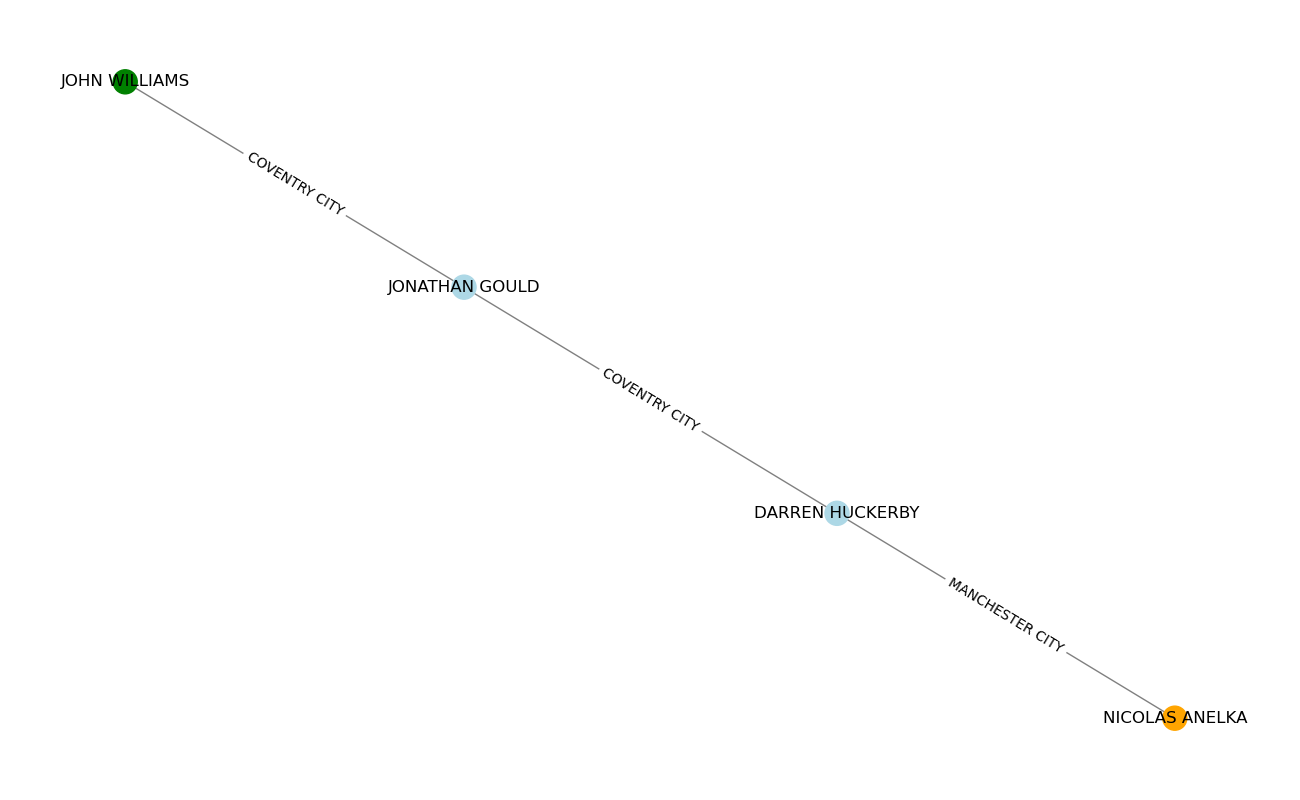 JOHN WILLIAMS
COVENTRY CITY
JONATHAN GOULD
COVENTRY CITY
DARREN HUCKERBY
MANCHESTER CITY
NICOLAS ANELKA